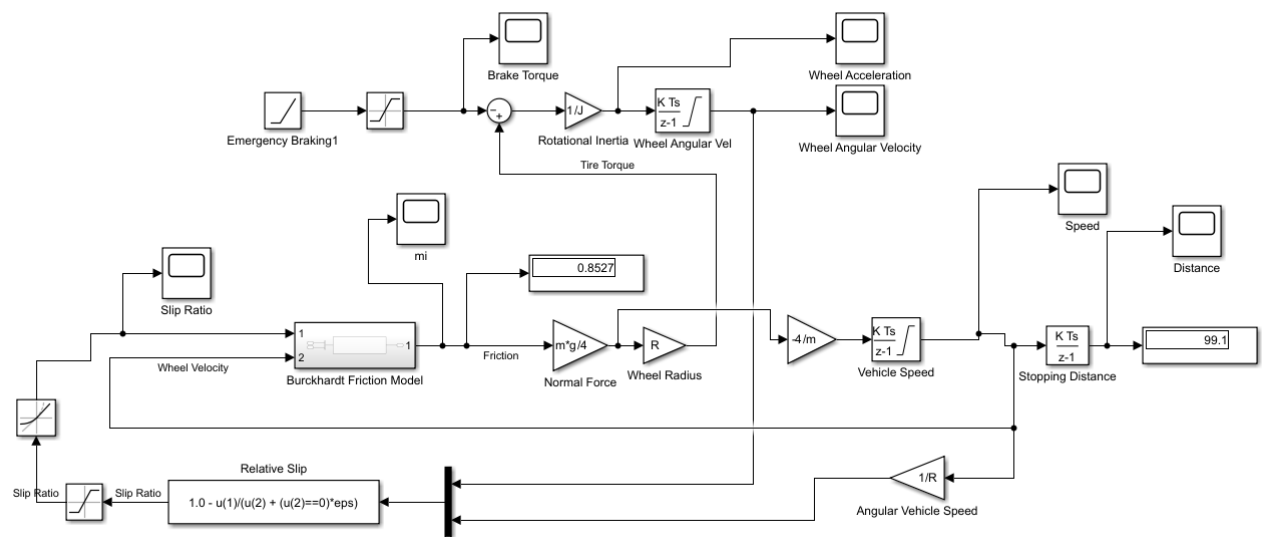 Brake Torque
Wheel Acceleration
Emergency Braking1
−
+
1/J
Rotational Inertia
K Ts
z-1
Wheel Angular Vel
Wheel Angular Velocity
Tire Torque
Speed
Distance
mi
0.8527
Slip Ratio
1
2
1
Wheel Velocity
Burckhardt Friction Model
Friction
m*g/4
Normal Force
R
Wheel Radius
-4/m
K Ts
z-1
Vehicle Speed
K Ts
z-1
Stopping Distance
99.1
Relative Slip
Slip Ratio
Slip Ratio
1.0 - u(1)/(u(2) + (u(2)==0)*eps)
1/R
Angular Vehicle Speed